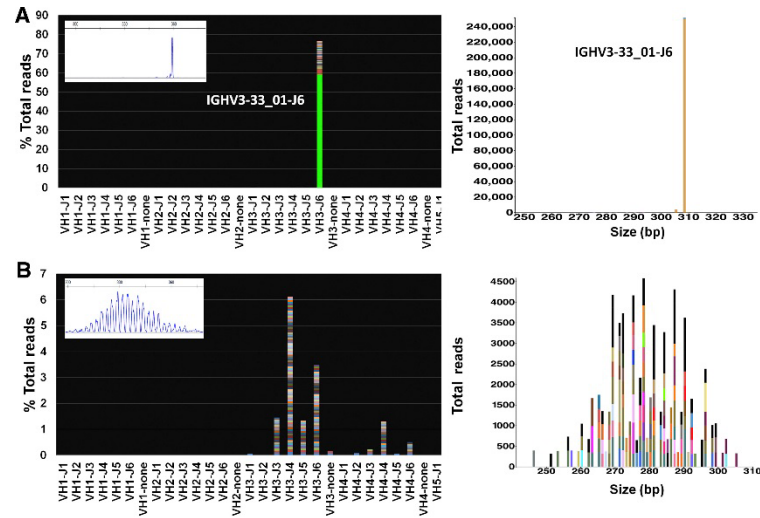 A
% Total reads
90
80
70
60
50
40
30
20
10
0
IGHV3-33_01-J6
VH1-J1
VH1-J2
VH1-J3
VH1-J4
VH1-J5
VH1-J6
VH1-none
VH2-J1
VH2-J2
VH2-J3
VH2-J4
VH2-J5
VH2-J6
VH2-none
VH3-J1
VH3-J2
VH3-J3
VH3-J4
VH3-J5
VH3-J6
VH3-none
VH4-J1
VH4-J2
VH4-J3
VH4-J4
VH4-J5
VH4-J6
VH4-none
VH5-J1
Total reads
240,000
220,000
200,000
180,000
160,000
140,000
120,000
100,000
80,000
60,000
40,000
20,000
0
IGHV3-33_01-J6
250 260 270 280 290 300 310 320 330
Size (bp)
B
% Total reads
7
6
5
4
3
2
1
0
VH1-J1
VH1-J2
VH1-J3
VH1-J4
VH1-J5
VH1-J6
VH1-none
VH2-J1
VH2-J2
VH2-J3
VH2-J4
VH2-J5
VH2-J6
VH2-none
VH3-J1
VH3-J2
VH3-J3
VH3-J4
VH3-J5
VH3-J6
VH3-none
VH4-J1
VH4-J2
VH4-J3
VH4-J4
VH4-J5
VH4-J6
VH4-none
VH5-J1
Total reads
4500
4000
3500
3000
2500
2000
1500
1000
500
0
250 260 270 280 290 300 310
Size (bp)